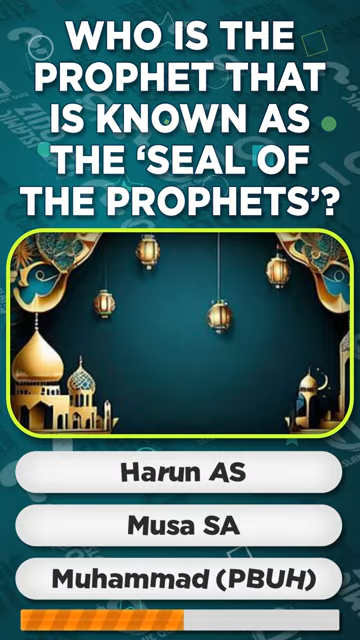 WHO IS THE
PROPHET THAT
IS KNOWN AS
THE ‘SEAL OF
THE PROPHETS’?
Harun AS
Musa SA
Muhammad (PBUH)